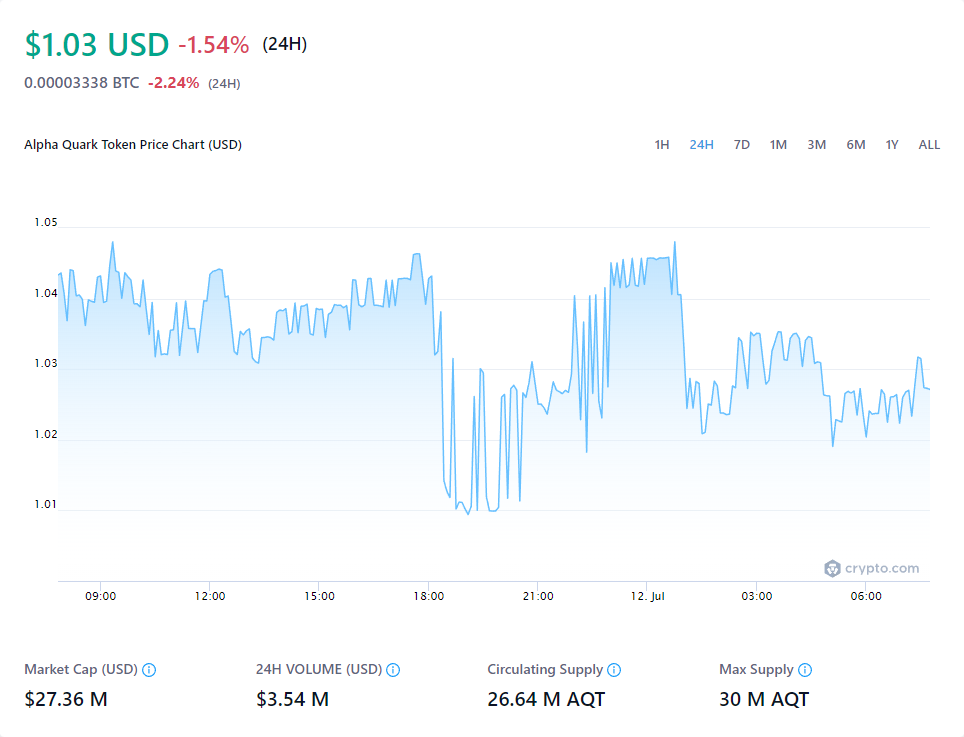 $1.03 USD -1.54% (24H)
0.00003338 BTC -2.24% (24H)
Alpha Quark Token Price Chart (USD) 1H 24H 7D 1M 3M 6M 1Y ALL
1.05
1.04
1.03
1.02
1.01
crypto.com
09:00 12:00 15:00 18:00 21:00 12. Jul 03:00 06:00
Market Cap (USD) 24H VOLUME (USD) Circulating Supply Max Supply
$27.36 M $3.54 M 26.64 M AQT 30 M AQT